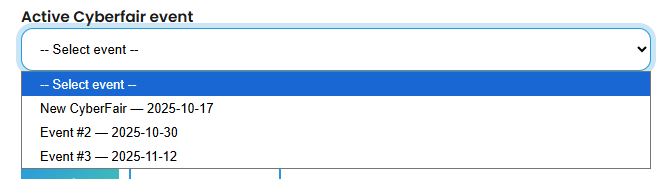 Active Cyberfair event
-- Select event --
-- Select event --
New CyberFair — 2025-10-17
Event #2 — 2025-10-30
Event #3 — 2025-11-12